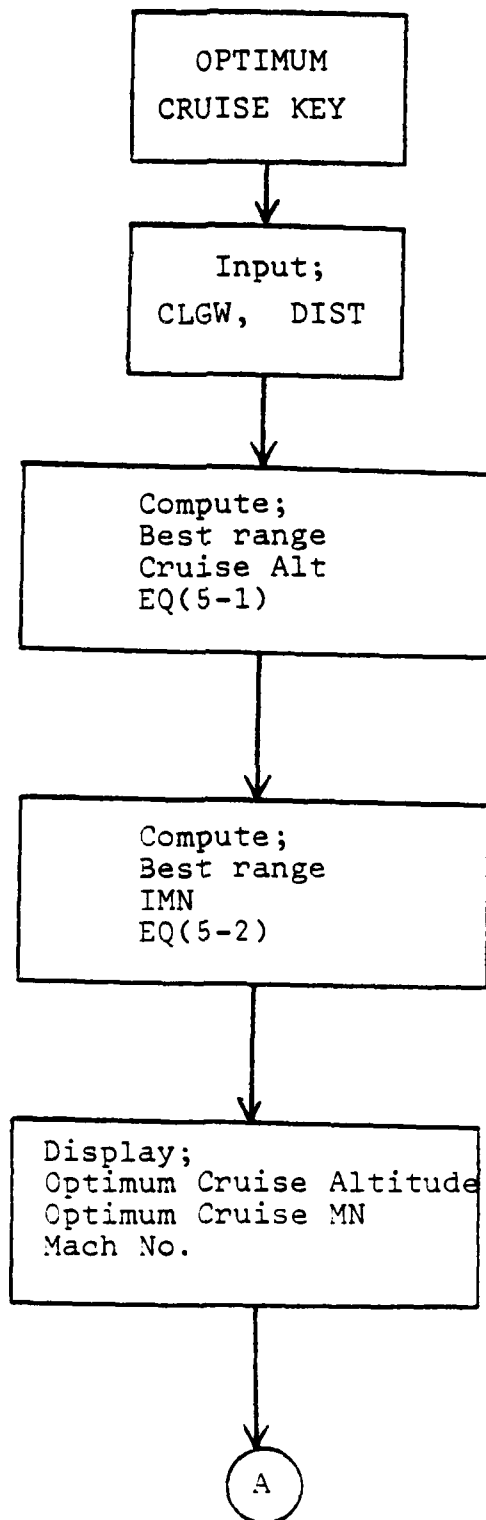 OPTIMUM
CRUISE KEY
Input;
CLGW, DIST
Compute;
Best range
Cruise Alt
EQ(5-1)
Compute;
Best range
IMN
EQ(5-2)
Display;
Optimum Cruise Altitude
Optimum Cruise MN
Mach No.
A